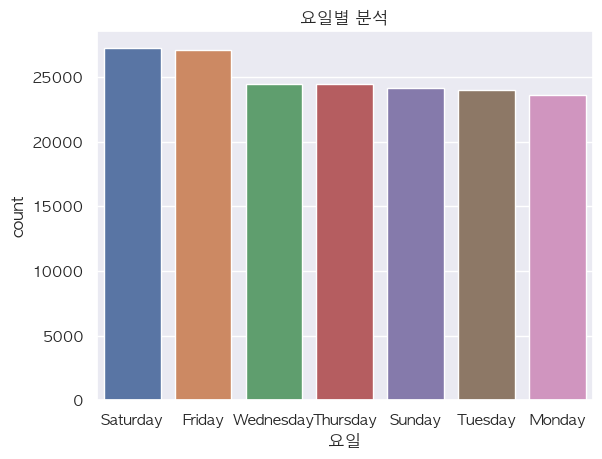 요일별 분석
count
25000
20000
15000
10000
5000
0
Saturday Friday Wednesday Thursday Sunday Tuesday Monday
요일